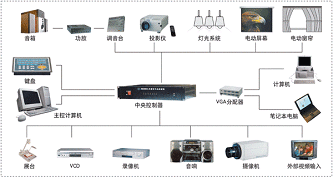 音箱
功放
调音台
投影仪
灯光系统
电动屏幕
电动窗帘
键盘
计算机
中央控制器
VGA分配器
主控计算机
笔记本电脑
展台
VCD
录像机
音响
摄像机
外部视频输入